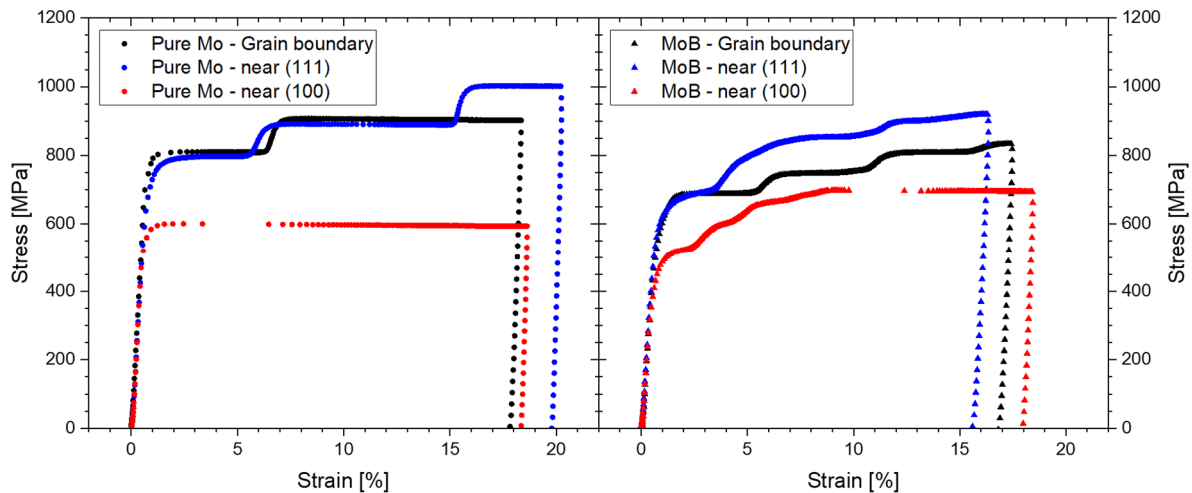 1200
1000
800
600
400
200
0
Stress [MPa]
Pure Mo - Grain boundary
Pure Mo - near (111)
Pure Mo - near (100)
0
5
10
15
20
Strain [%]
MoB - Grain boundary
MoB - near (111)
MoB - near (100)
0
5
10
15
20
Strain [%]
1200
1000
800
600
400
200
0
Stress [MPa]